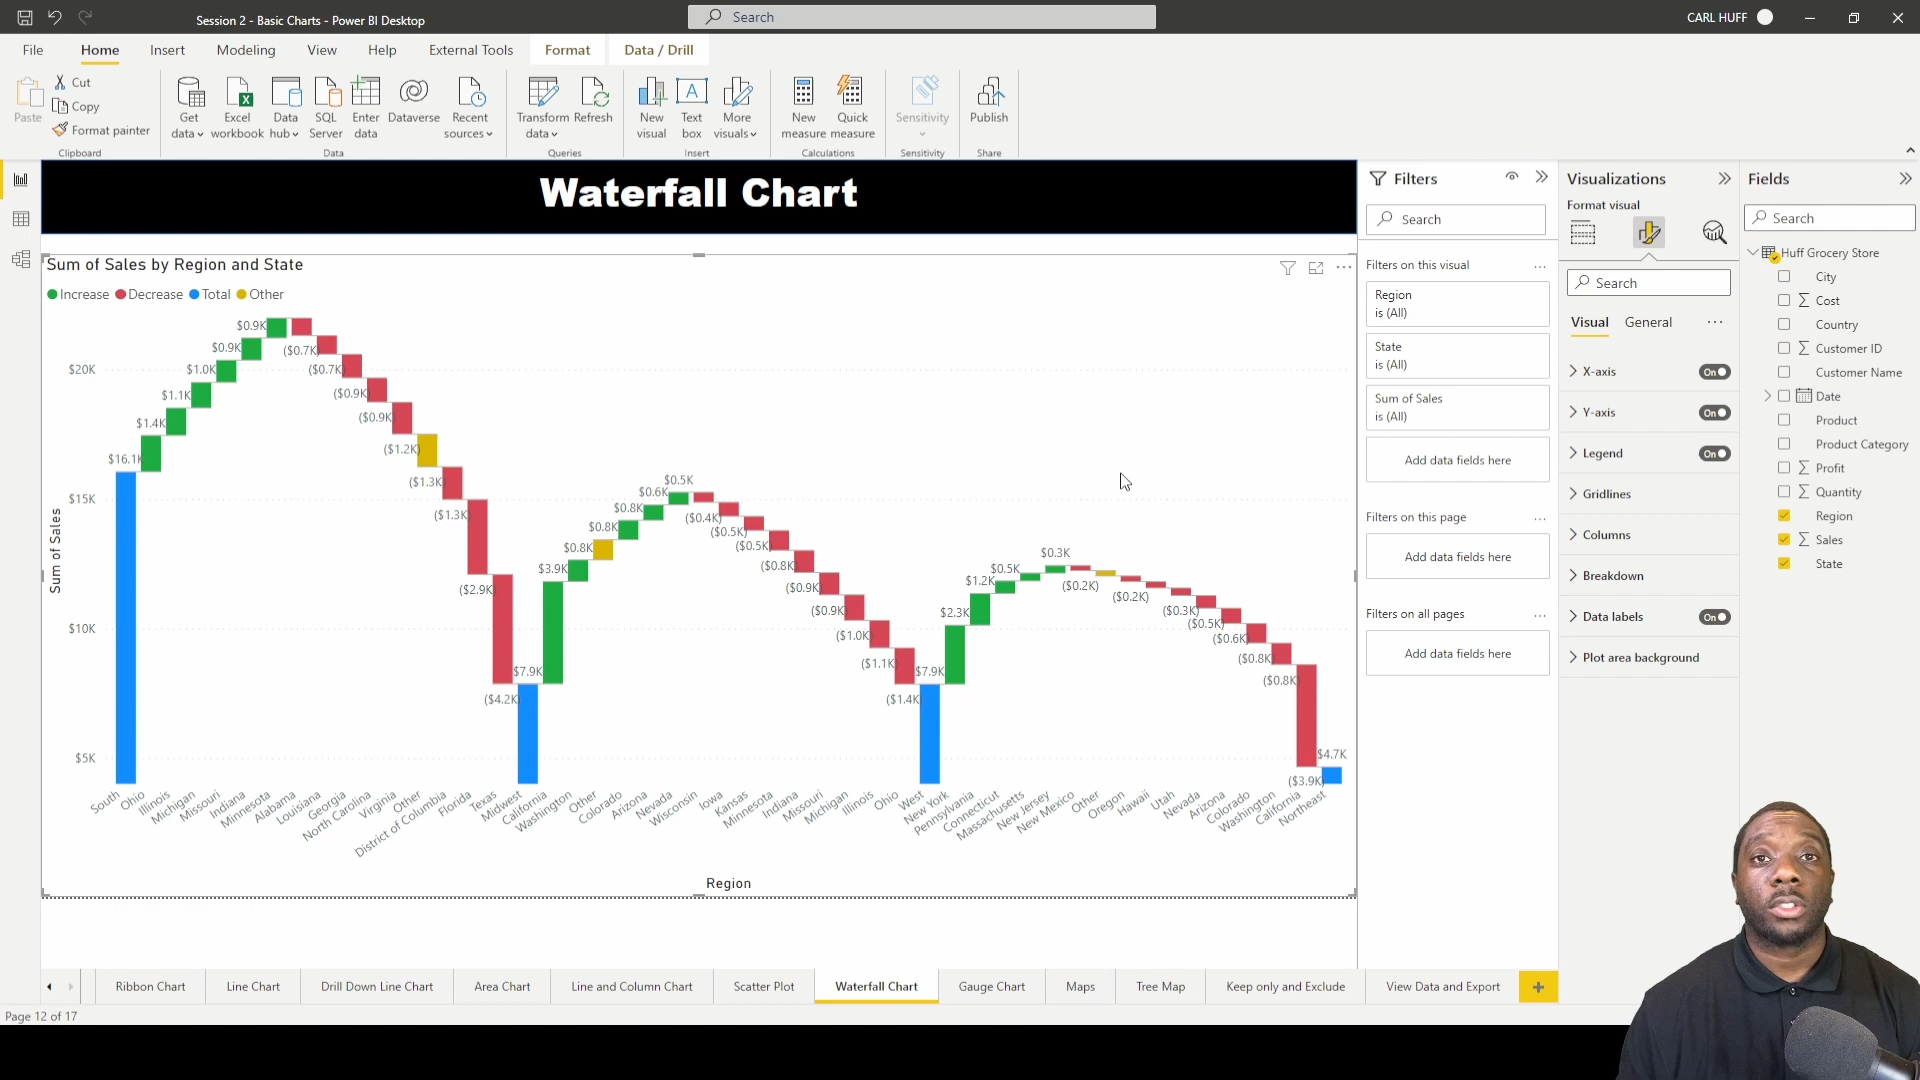 Session 2 - Basic Charts - Power BI Desktop
Search
CARL HUFF
File Home Insert Modeling View Help External Tools Format Data / Drill
Paste
Cut
Copy
Format painter
Clipboard
Get data
Excel workbook
Data hub
SQL Server
Enter data
Dataverse
Recent sources
Data
Transform data
Refresh
Queries
New visual
Text box
More visuals
Insert
New measure
Quick measure
Calculations
Sensitivity
Sensitivity
Publish
Share
Waterfall Chart
Sum of Sales by Region and State
Increase Decrease Total Other
$20K
$15K
$10K
$5K
Sum of Sales
$16.1K
$1.4K
$1.1K
$1.0K
$0.9K
$0.9K
($0.7K)
($0.7K)
($0.9K)
($0.9K)
($1.2K)
($1.3K)
($1.3K)
($2.9K)
($4.2K)
$7.9K
$3.9K
$0.8K
$0.8K
$0.8K
$0.6K
$0.5K
($0.4K)
($0.5K)
($0.5K)
($0.8K)
($0.9K)
($0.9K)
($1.0K)
($1.1K)
($1.4K)
$7.9K
$2.3K
$1.2K
$0.5K
$0.3K
($0.2K)
($0.2K)
($0.3K)
($0.5K)
($0.6K)
($0.8K)
($0.8K)
($3.9K)
$4.7K
South
Ohio
Illinois
Michigan
Missouri
Indiana
Minnesota
Alabama
Louisiana
Georgia
North Carolina
Virginia
Other
District of Columbia
Florida
Texas
Midwest
California
Washington
Other
Colorado
Arizona
Nevada
Wisconsin
Iowa
Kansas
Minnesota
Indiana
Missouri
Michigan
Illinois
Ohio
West
New York
Pennsylvania
Connecticut
Massachusetts
New Jersey
New Mexico
Other
Oregon
Hawaii
Utah
Nevada
Arizona
Colorado
Washington
California
Northeast
Region
Filters
Search
Filters on this visual
Region
is (All)
State
is (All)
Sum of Sales
is (All)
Add data fields here
Filters on this page
Add data fields here
Filters on all pages
Add data fields here
Visualizations
Format visual
Search
Visual General
X-axis On
Y-axis On
Legend On
Gridlines
Columns
Breakdown
Data labels On
Plot area background
Fields
Search
Huff Grocery Store
City
Cost
Country
Customer ID
Customer Name
Date
Product
Product Category
Profit
Quantity
Region
Sales
State
Ribbon Chart Line Chart Drill Down Line Chart Area Chart Line and Column Chart Scatter Plot Waterfall Chart Gauge Chart Maps Tree Map Keep only and Exclude View Data and Export
Page 12 of 17